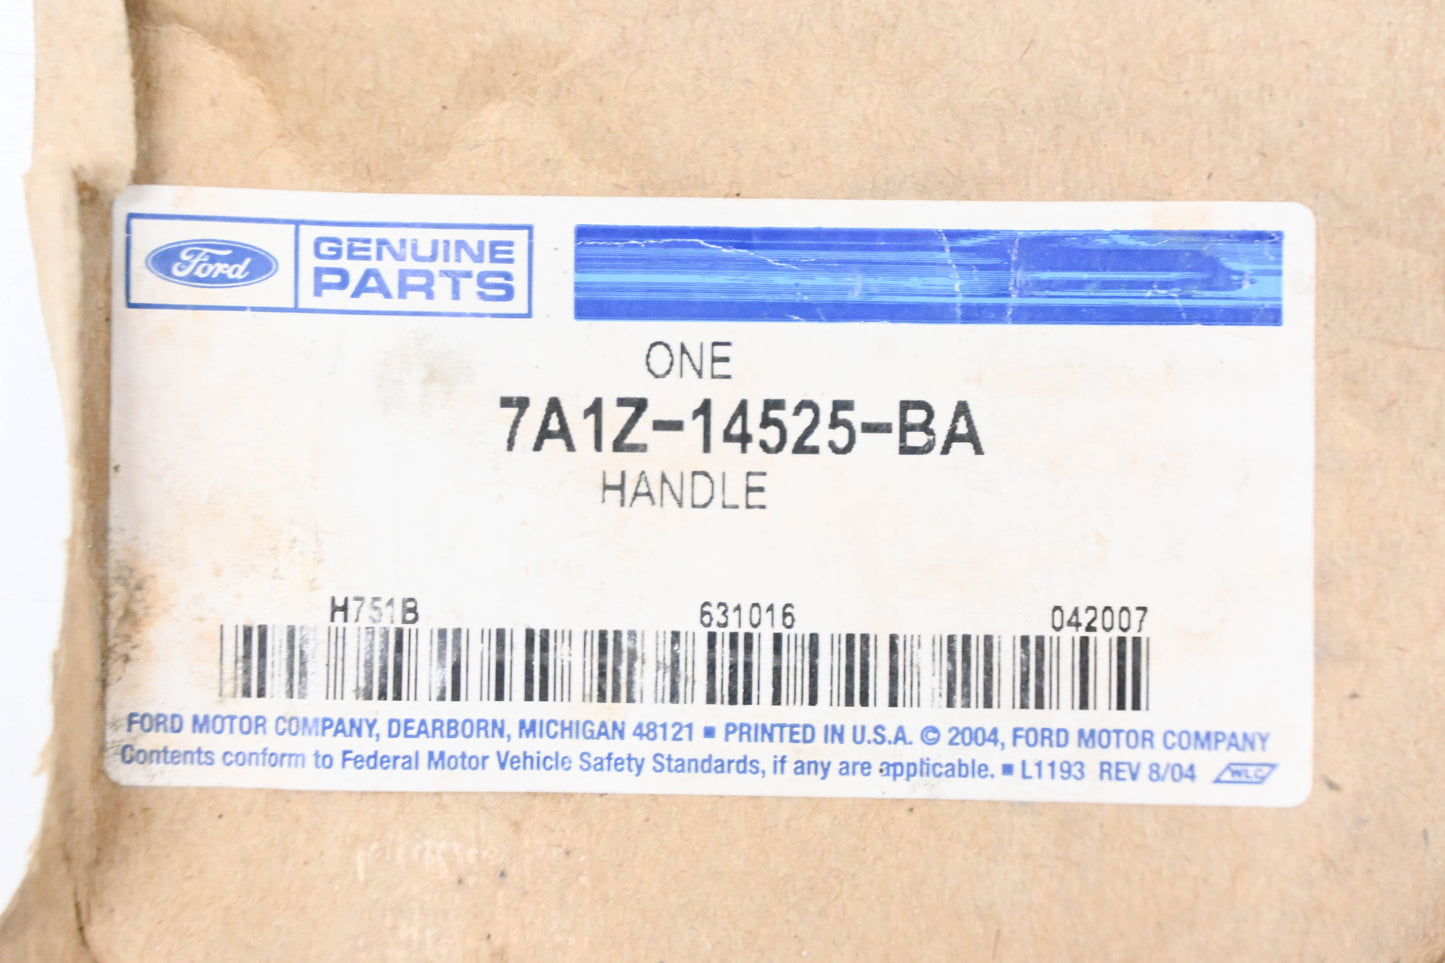 Ford GENUINE
PARTS
ONE
7A1Z-14525-BA
HANDLE
H751B 631016 042007
FORD MOTOR COMPANY, DEARBORN, MICHIGAN 48121 ▪ PRINTED IN U.S.A. © 2004, FORD MOTOR COMPANY
Contents conform to Federal Motor Vehicle Safety Standards, if any are applicable. ▪ L1193 REV 8/04 WLC